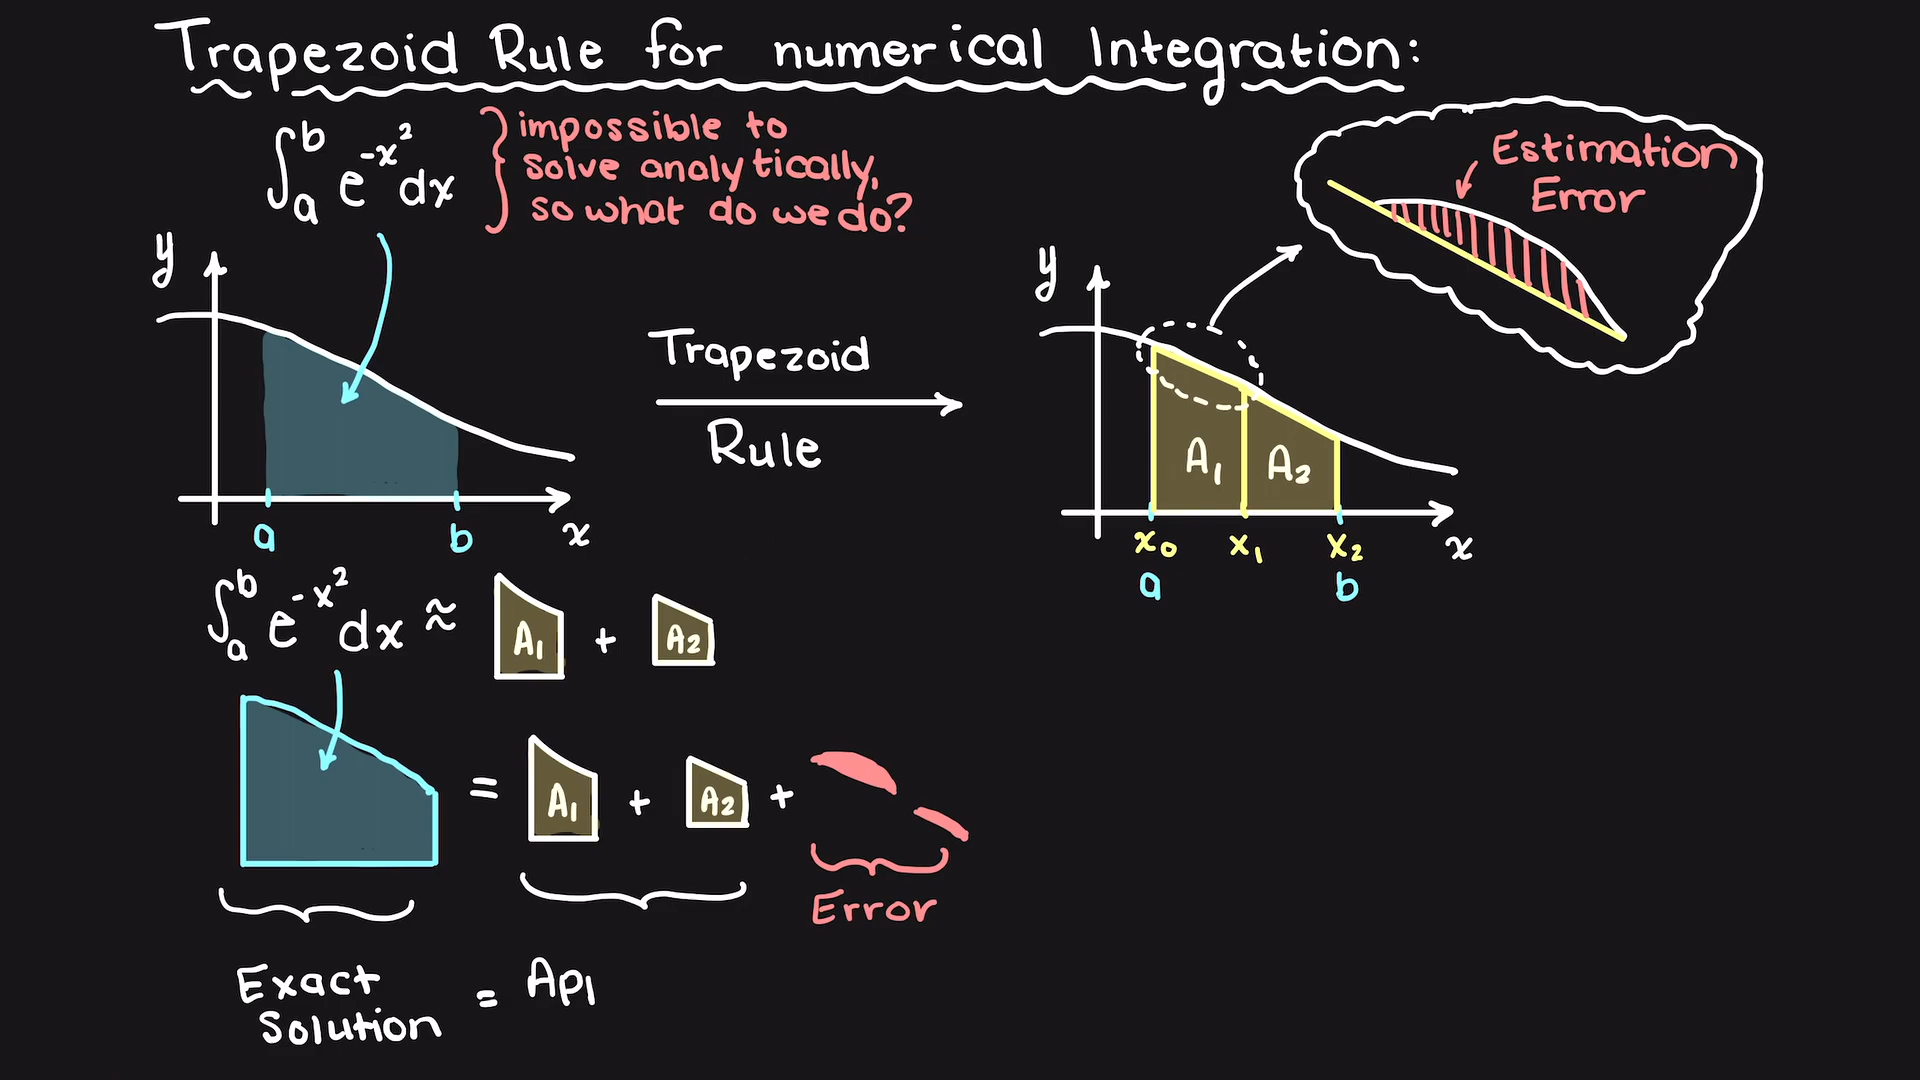 Trapezoid Rule for numerical Integration:
∫ₐᵇ e^(-x²) dx } impossible to
solve analytically,
so what do we do?
Estimation
Error
y
y
Trapezoid
Rule
A₁ A₂
a b x
x₀ x₁ x₂ x
a b
∫ₐᵇ e^(-x²) dx ≈ A₁ + A₂
= A₁ + A₂ +
Error
Exact
Solution = Apı